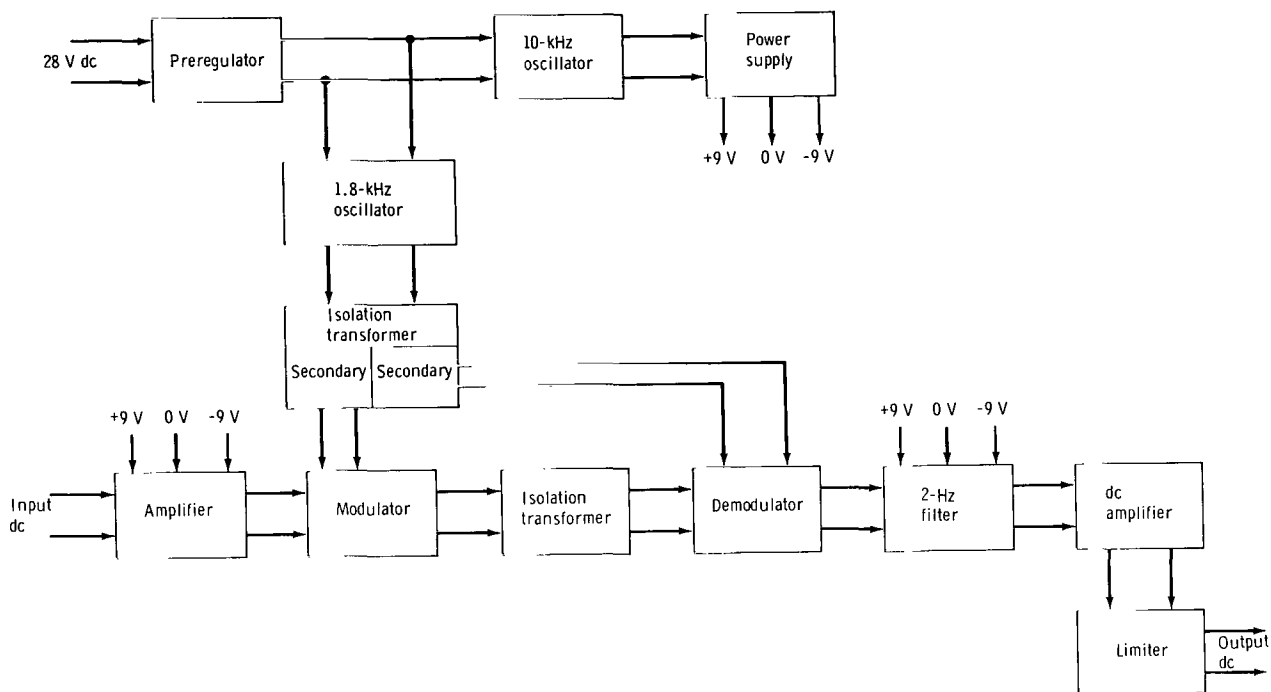 28 V dc
Preregulator
10-kHz
oscillator
Power
supply
+9 V 0 V -9 V
1.8-kHz
oscillator
Isolation
transformer
Secondary Secondary
+9 V 0 V -9 V
+9 V 0 V -9 V
Input
dc
Amplifier
Modulator
Isolation
transformer
Demodulator
2-Hz
filter
dc
amplifier
Limiter
Output
dc